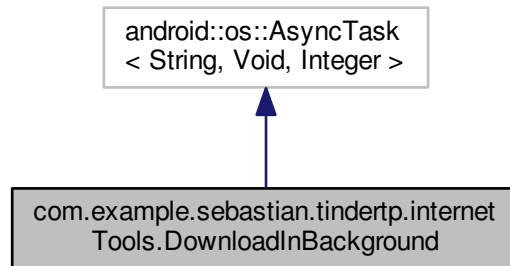 android::os::AsyncTask
< String, Void, Integer >
com.example.sebastian.tindertp.internet
Tools.DownloadInBackground